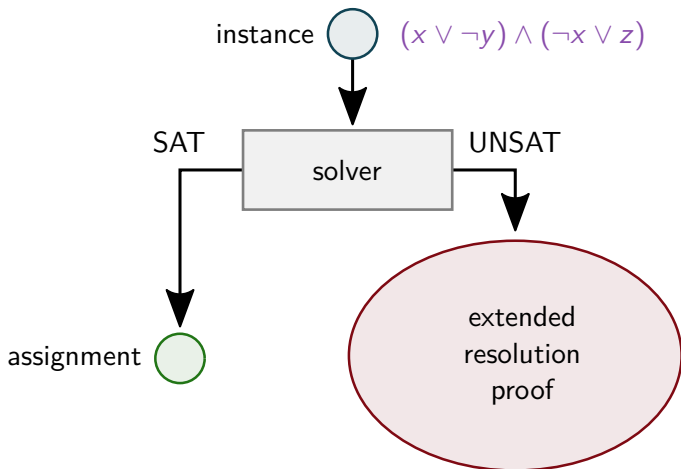 instance
(x ∨ ¬y) ∧ (¬x ∨ z)
SAT
UNSAT
solver
assignment
extended
resolution
proof